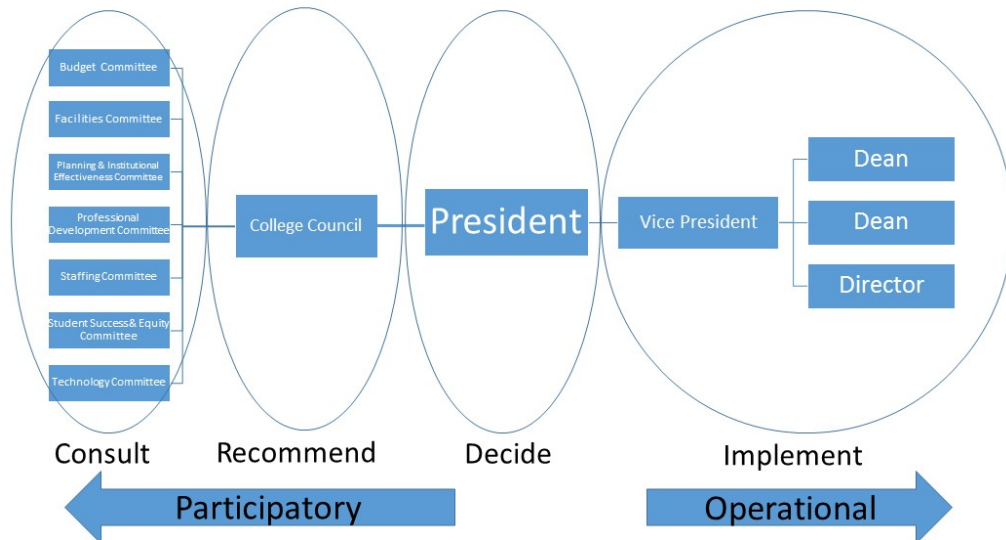 Budget Committee
Facilities Committee
Planning & Institutional
Effectiveness Committee
Professional
Development Committee
Staffing Committee
Student Success & Equity
Committee
Technology Committee
College Council
President
Vice President
Dean
Dean
Director
Consult
Recommend
Decide
Implement
Participatory
Operational